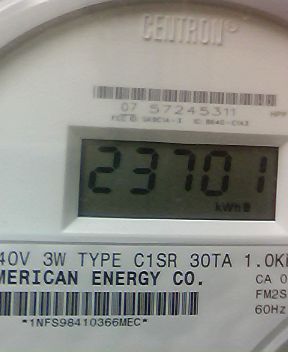 CENTRON®
07 57245311
23701
kWh
40V 3W TYPE C1SR 30TA 1.0K
MERICAN ENERGY CO.
CA 0
FM2S
60Hz
*1NFS98410366MEC*